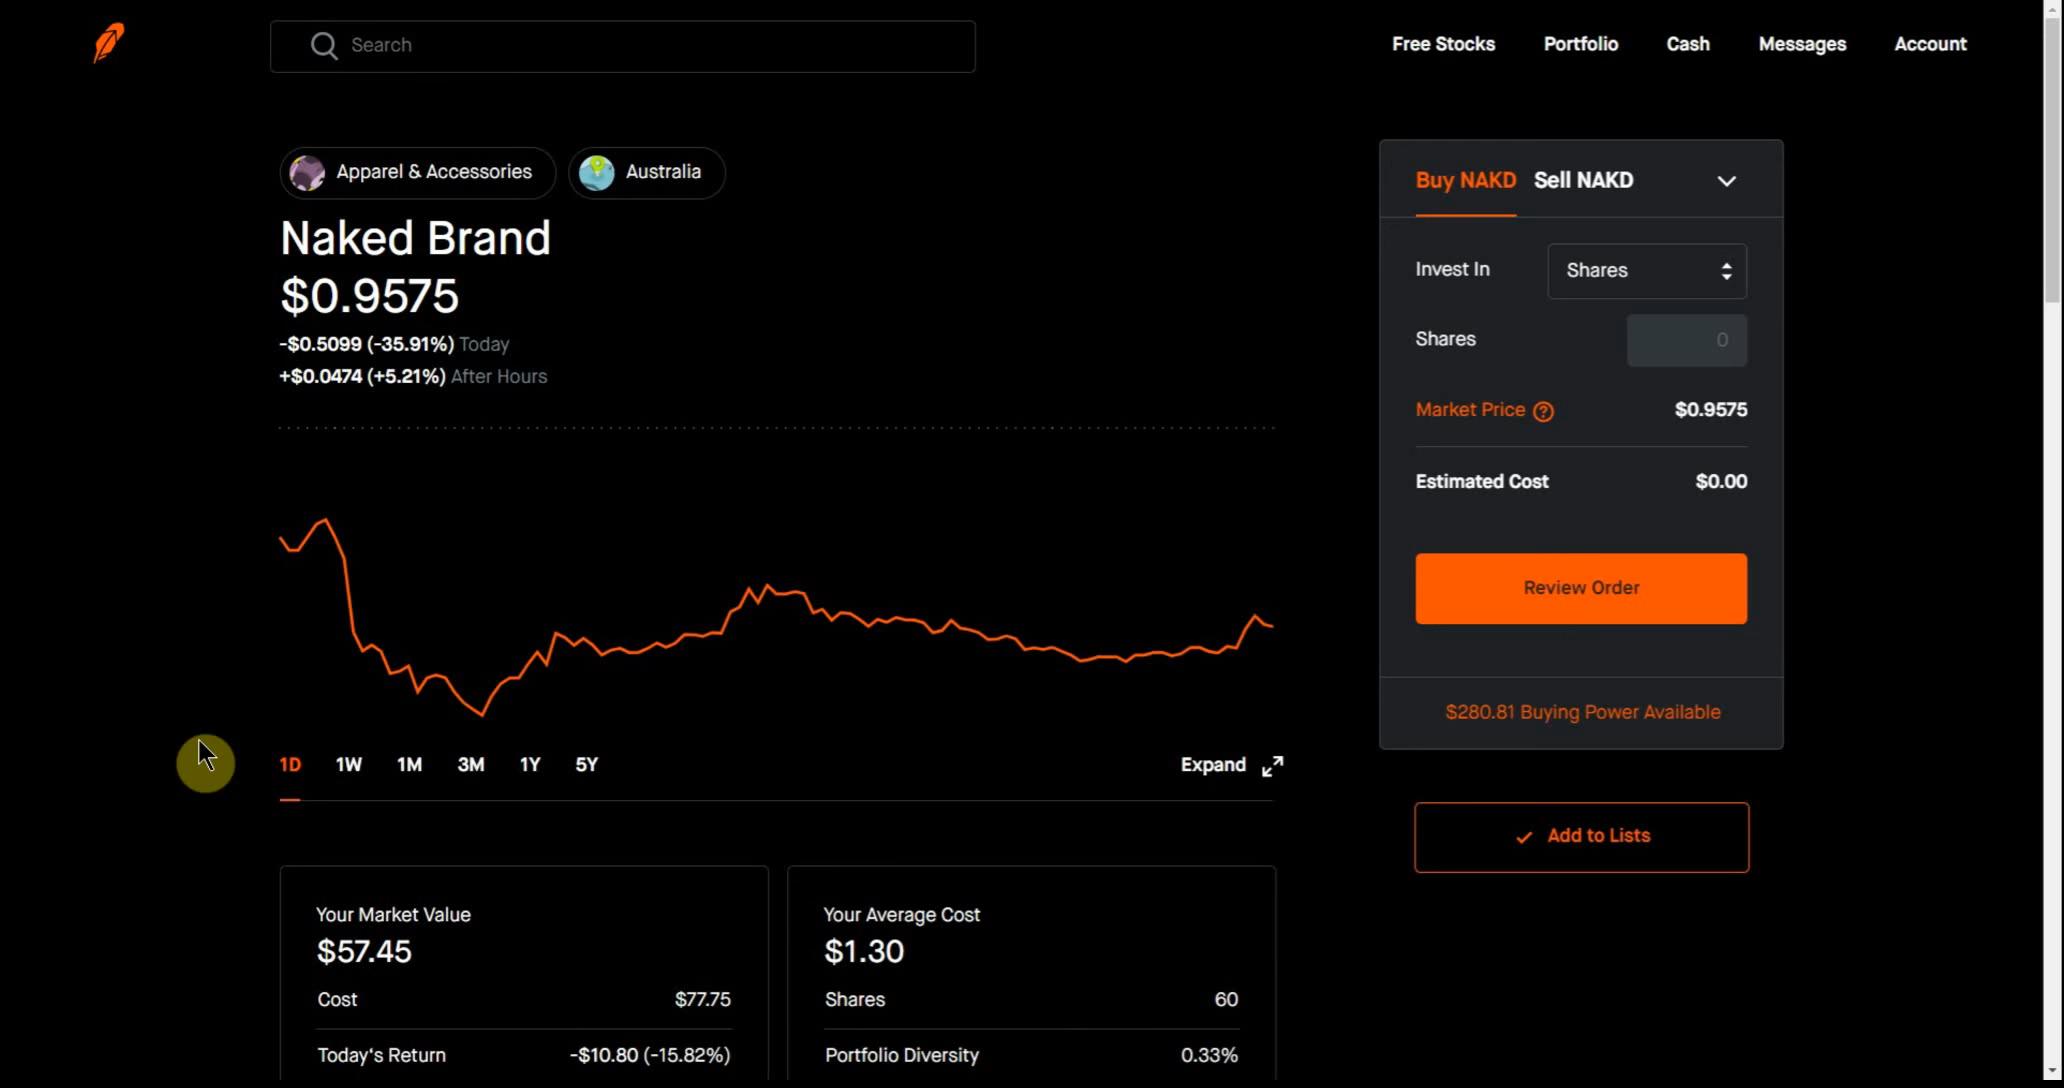 Search
Free Stocks
Portfolio
Cash
Messages
Account
Apparel & Accessories
Australia
Naked Brand
$0.9575
-$0.5099 (-35.91%) Today
+$0.0474 (+5.21%) After Hours
1D
1W
1M
3M
1Y
5Y
Expand
Your Market Value
$57.45
Cost
$77.75
Today's Return
-$10.80 (-15.82%)
Your Average Cost
$1.30
Shares
60
Portfolio Diversity
0.33%
Buy NAKD
Sell NAKD
Invest In
Shares
Shares
0
Market Price ?
$0.9575
Estimated Cost
$0.00
Review Order
$280.81 Buying Power Available
Add to Lists